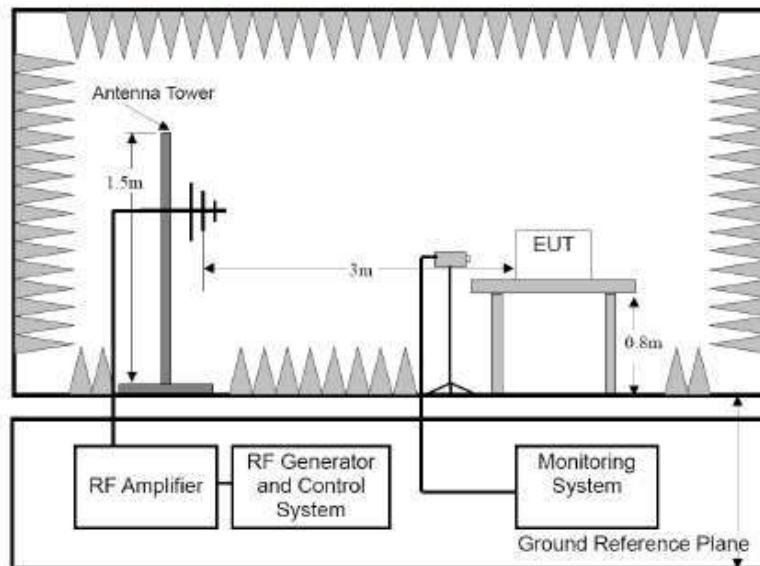 Antenna Tower
1.5m
EUT
3m
0.8m
RF Amplifier
RF Generator
and Control
System
Monitoring
System
Ground Reference Plane